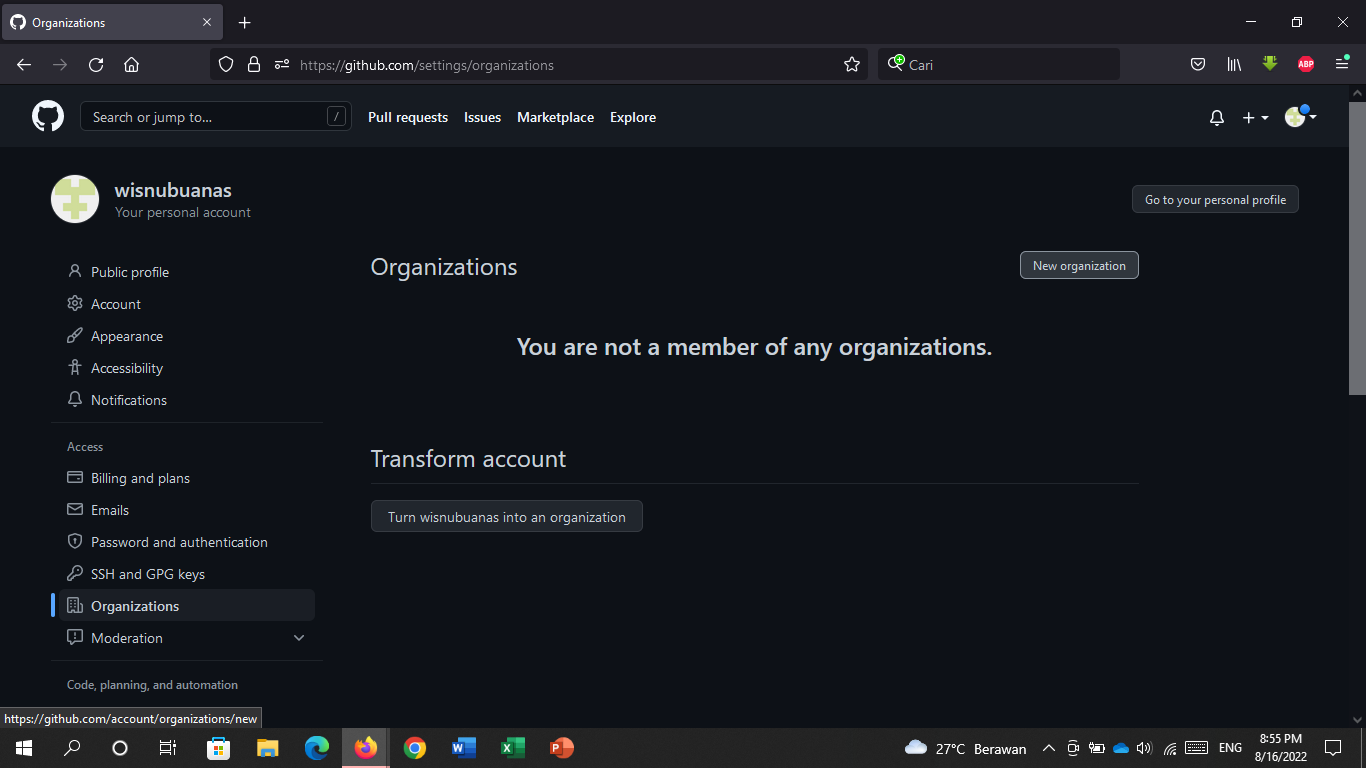 Organizations
https://github.com/settings/organizations
Cari
ABP
Search or jump to...
/
Pull requests
Issues
Marketplace
Explore
wisnubuanas
Your personal account
Go to your personal profile
Public profile
Account
Appearance
Accessibility
Notifications
Access
Billing and plans
Emails
Password and authentication
SSH and GPG keys
Organizations
Moderation
Code, planning, and automation
Organizations
New organization
You are not a member of any organizations.
Transform account
Turn wisnubuanas into an organization
https://github.com/account/organizations/new
27°C Berawan
ENG
8:55 PM
8/16/2022